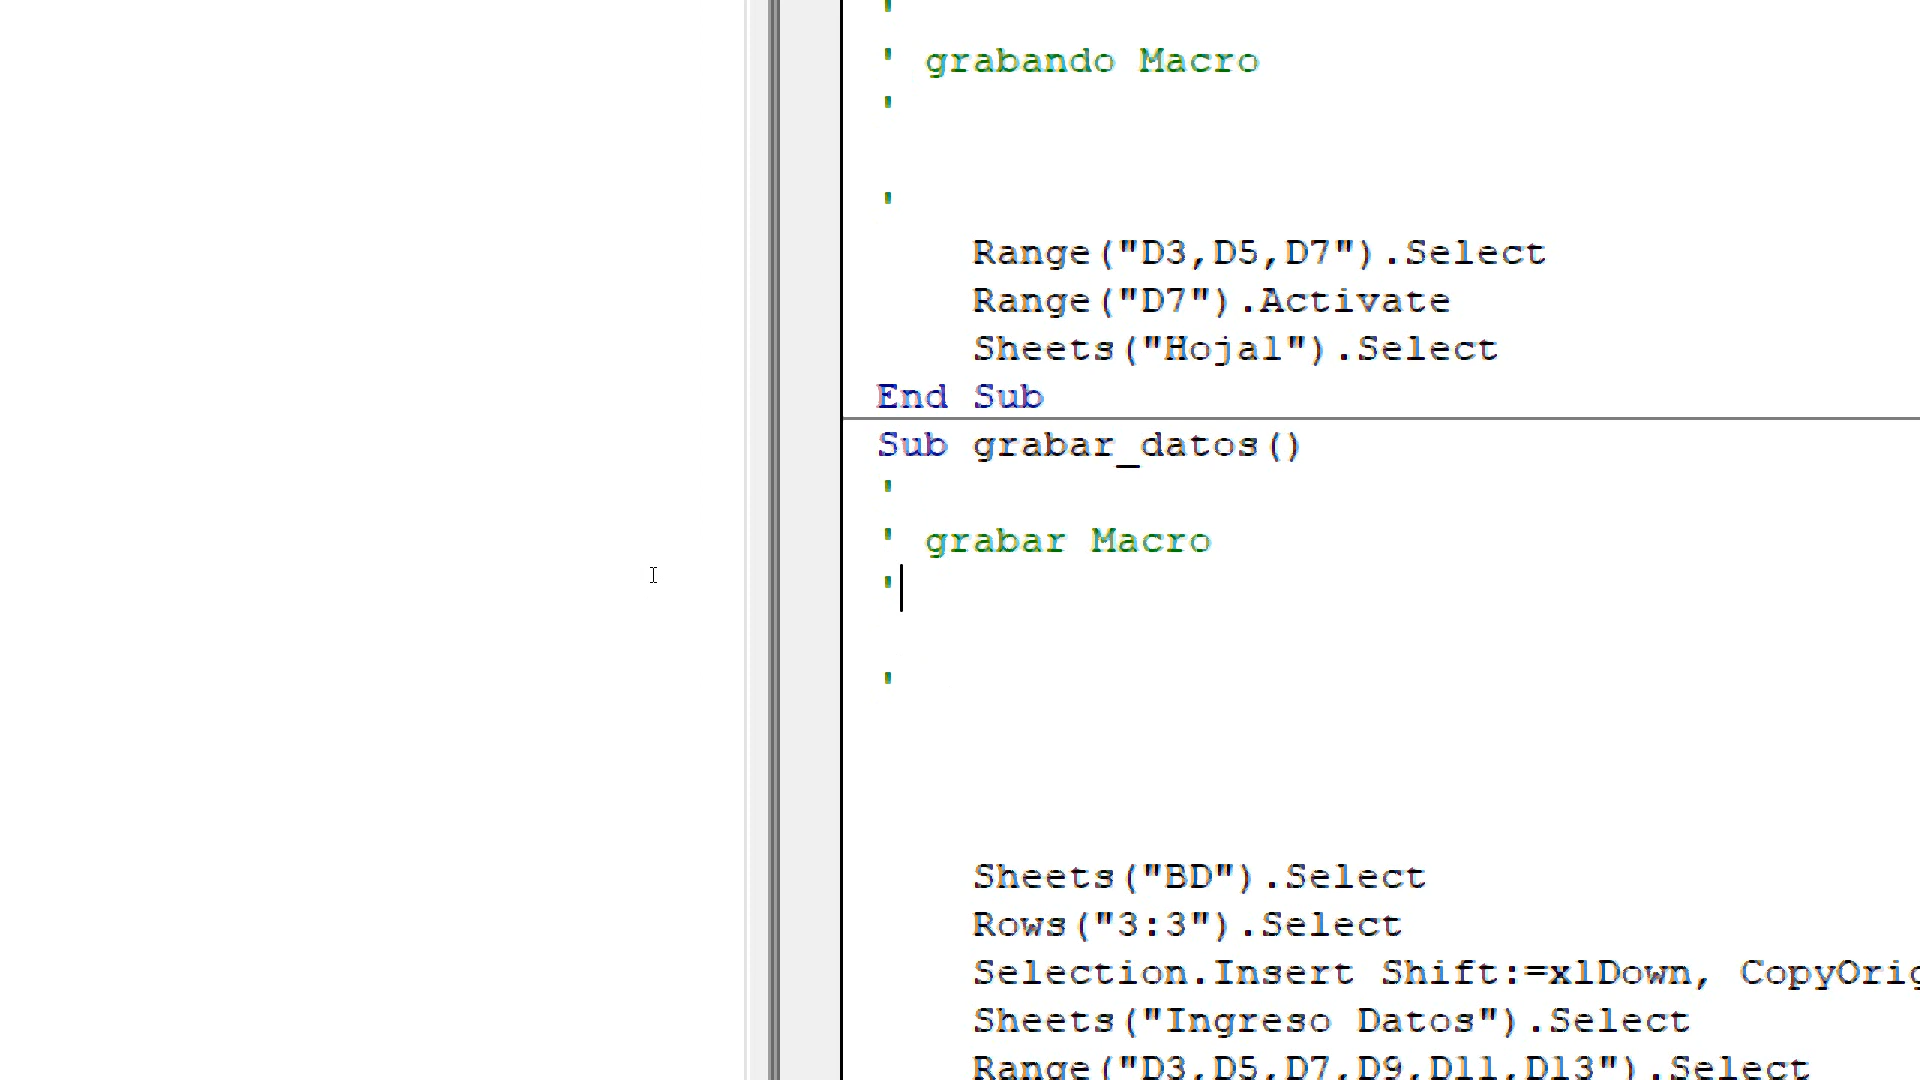 '
' grabando Macro
'
'
Range("D3,D5,D7").Select
Range("D7").Activate
Sheets("Hoja1").Select
End Sub
Sub grabar_datos()
'
' grabar Macro
'
'
Sheets("BD").Select
Rows("3:3").Select
Selection.Insert Shift:=xlDown, CopyOrig
Sheets("Ingreso Datos").Select
Range("D3,D5,D7,D9,D11,D13").Select